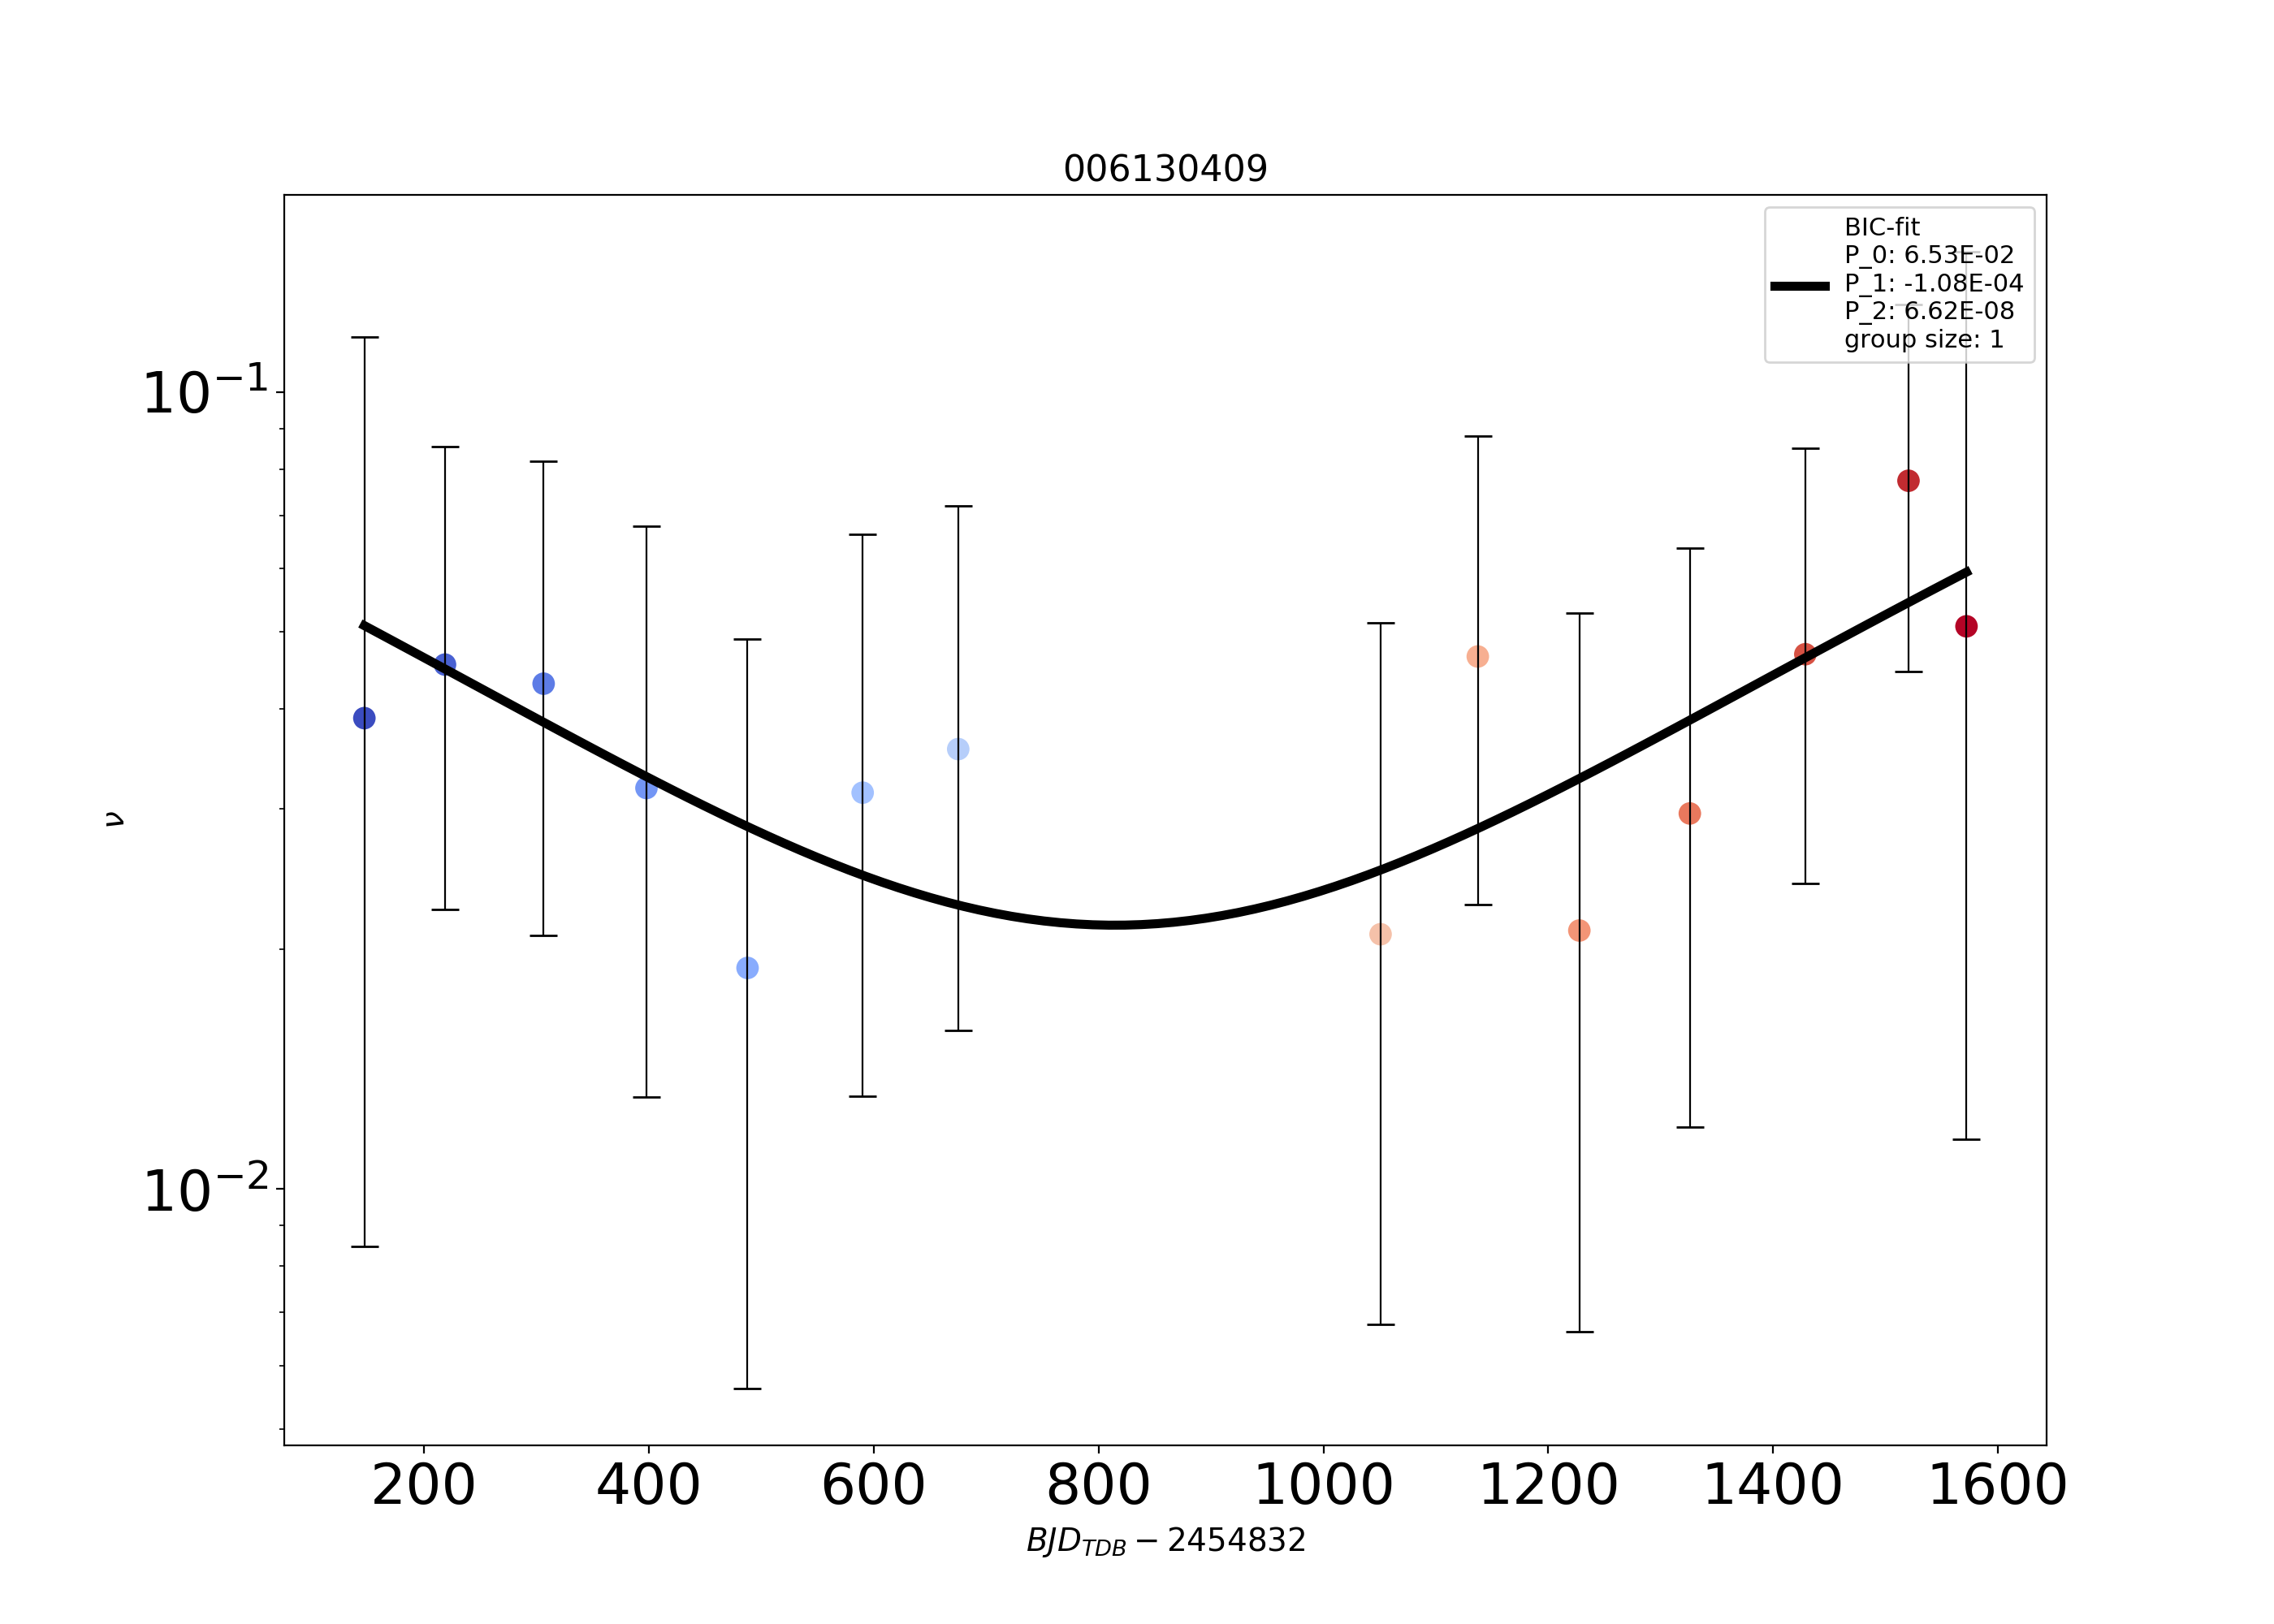 006130409
BIC-fit
P_0: 6.53E-02
P_1: -1.08E-04
P_2: 6.62E-08
group size: 1
10⁻¹
ν
10⁻²
200 400 600 800 1000 1200 1400 1600
BJD_TDB − 2454832